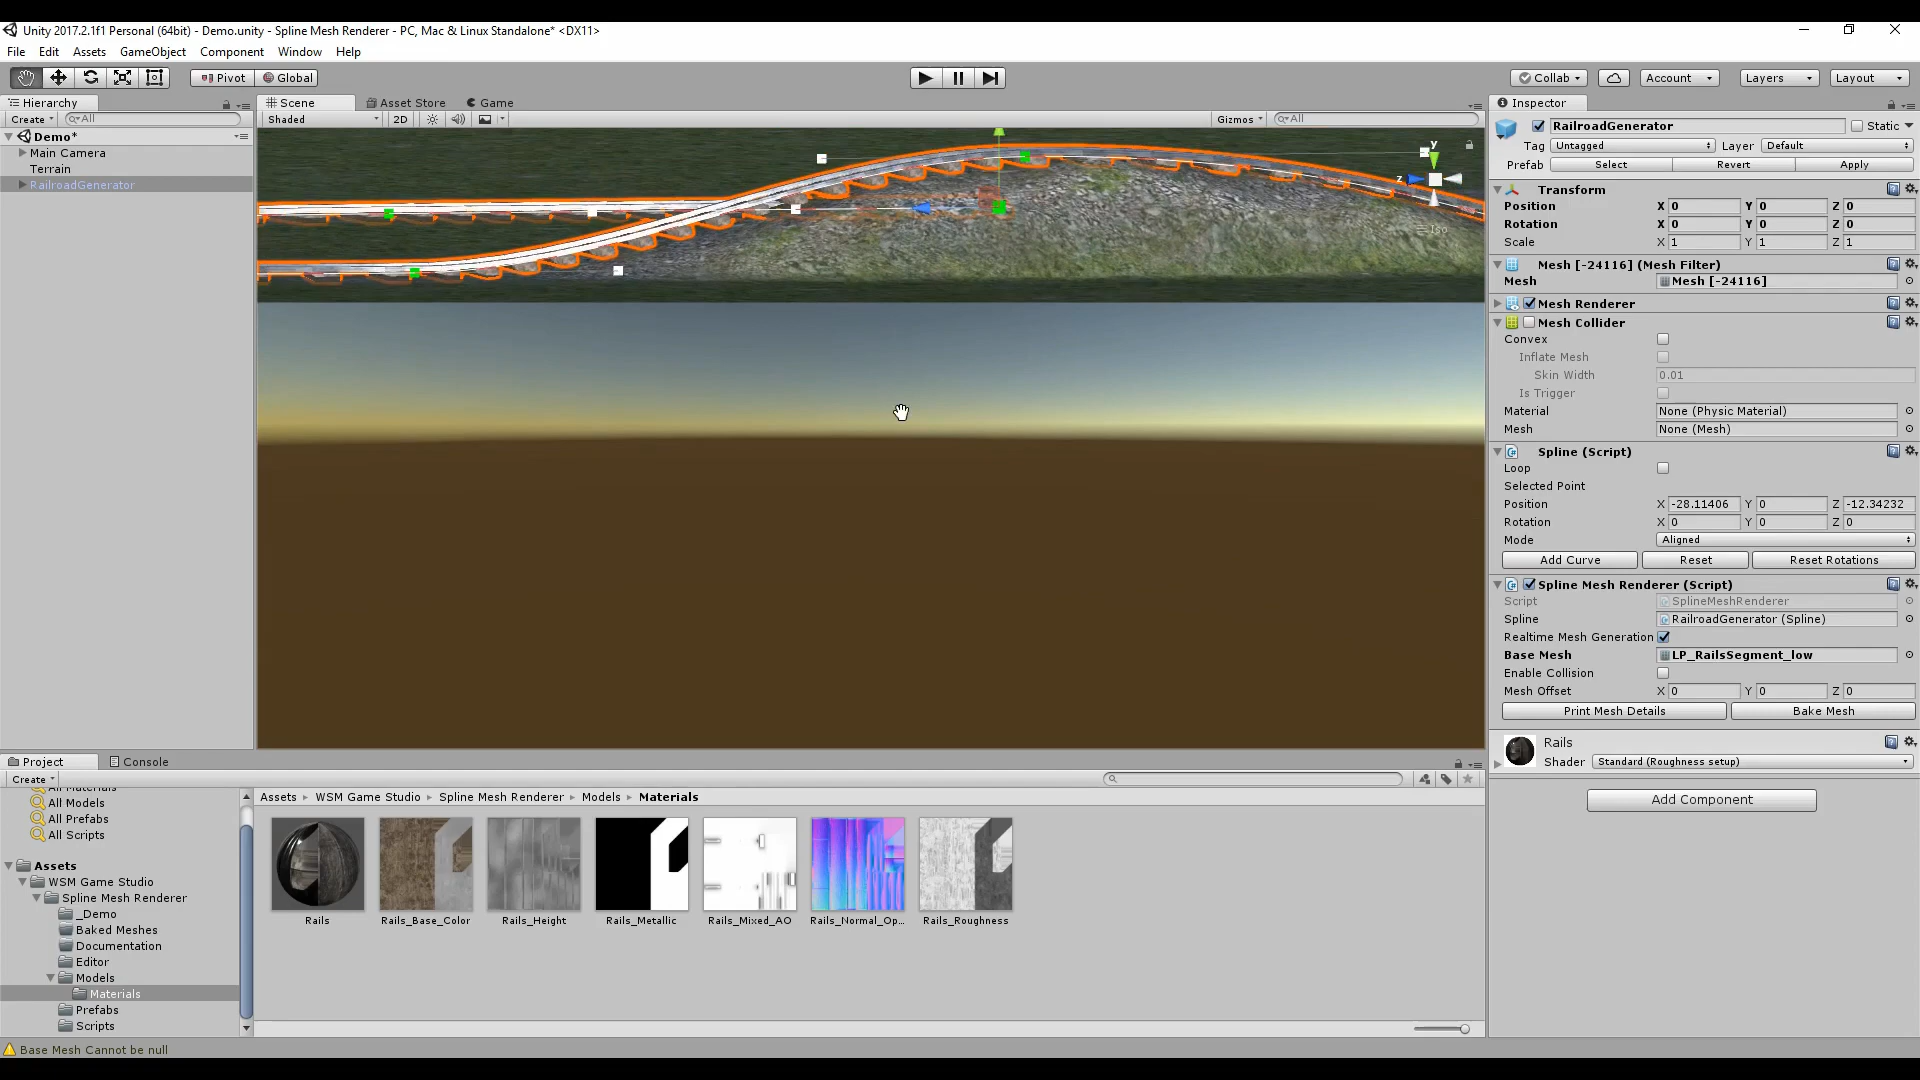 Unity 2017.2.1f1 Personal (64bit) - Demo.unity - Spline Mesh Renderer - PC, Mac & Linux Standalone* <DX11>
File Edit Assets GameObject Component Window Help
Pivot Global Collab Account Layers Layout
Hierarchy
Create All
Demo*
Main Camera
Terrain
RailroadGenerator
Scene Asset Store Game
Shaded 2D Gizmos All
y
z
Iso
Inspector
RailroadGenerator Static
Tag Untagged Layer Default
Prefab Select Revert Apply
Transform
Position X 0 Y 0 Z 0
Rotation X 0 Y 0 Z 0
Scale X 1 Y 1 Z 1
Mesh [-24116] (Mesh Filter)
Mesh Mesh [-24116]
Mesh Renderer
Mesh Collider
Convex
Inflate Mesh
Skin Width 0.01
Is Trigger
Material None (Physic Material)
Mesh None (Mesh)
Spline (Script)
Loop
Selected Point
Position X -28.11406 Y 0 Z -12.34232
Rotation X 0 Y 0 Z 0
Mode Aligned
Add Curve Reset Reset Rotations
Spline Mesh Renderer (Script)
Script SplineMeshRenderer
Spline RailroadGenerator (Spline)
Realtime Mesh Generation
Base Mesh LP_RailsSegment_low
Enable Collision
Mesh Offset X 0 Y 0 Z 0
Print Mesh Details Bake Mesh
Rails
Shader Standard (Roughness setup)
Add Component
Project Console
Create
All Materials
All Models
All Prefabs
All Scripts
Assets
WSM Game Studio
Spline Mesh Renderer
_Demo
Baked Meshes
Documentation
Editor
Models
Materials
Prefabs
Scripts
Assets WSM Game Studio Spline Mesh Renderer Models Materials
Rails Rails_Base_Color Rails_Height Rails_Metallic Rails_Mixed_AO Rails_Normal_Op... Rails_Roughness
Base Mesh Cannot be null